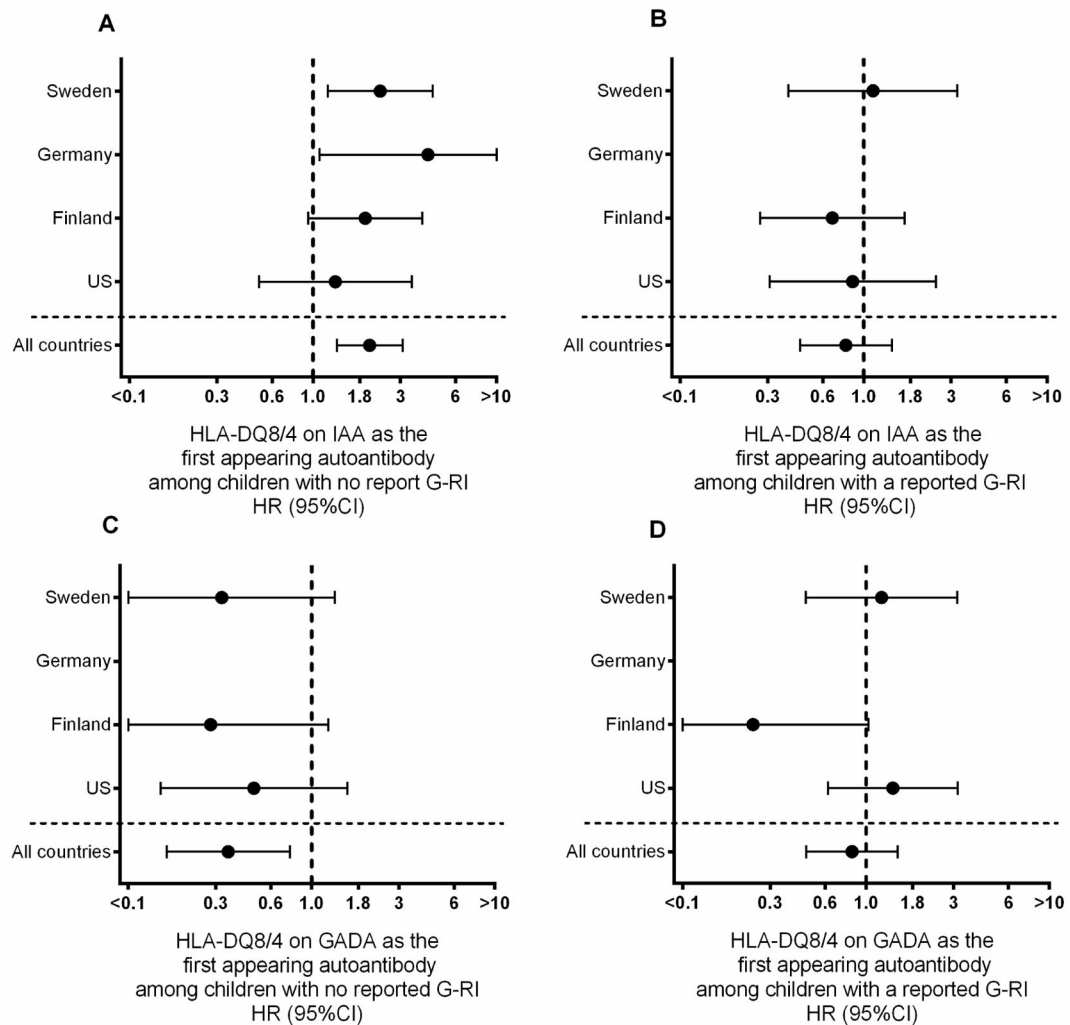 A
Sweden
Germany
Finland
US
All countries
<0.1 0.3 0.6 1.0 1.8 3 6 >10
HLA-DQ8/4 on IAA as the
first appearing autoantibody
among children with no report G-RI
HR (95%CI)
B
Sweden
Germany
Finland
US
All countries
<0.1 0.3 0.6 1.0 1.8 3 6 >10
HLA-DQ8/4 on IAA as the
first appearing autoantibody
among children with a reported G-RI
HR (95%CI)
C
Sweden
Germany
Finland
US
All countries
<0.1 0.3 0.6 1.0 1.8 3 6 >10
HLA-DQ8/4 on GADA as the
first appearing autoantibody
among children with no reported G-RI
HR (95%CI)
D
Sweden
Germany
Finland
US
All countries
<0.1 0.3 0.6 1.0 1.8 3 6 >10
HLA-DQ8/4 on GADA as the
first appearing autoantibody
among children with a reported G-RI
HR (95%CI)